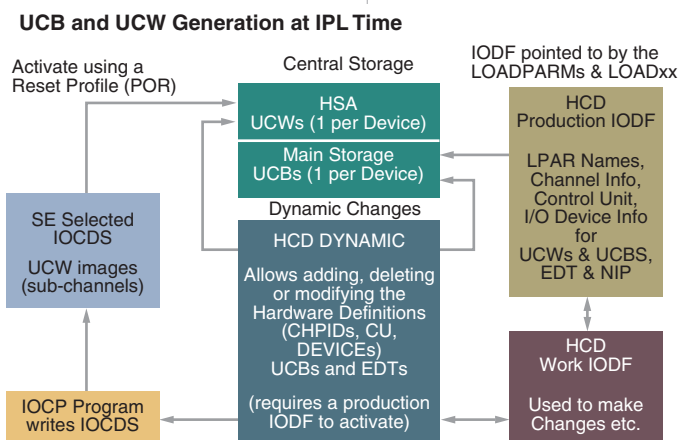 UCB and UCW Generation at IPL Time
Activate using a
Reset Profile (POR)
Central Storage
IODF pointed to by the
LOADPARMs & LOADxx
HSA
UCWs (1 per Device)
Main Storage
UCBs (1 per Device)
HCD
Production IODF
LPAR Names,
Channel Info,
Control Unit,
I/O Device Info
for
UCWs & UCBS,
EDT & NIP
SE Selected
IOCDS
UCW images
(sub-channels)
Dynamic Changes
HCD DYNAMIC
Allows adding, deleting
or modifying the
Hardware Definitions
(CHPIDs, CU,
DEVICEs)
UCBs and EDTs
(requires a production
IODF to activate)
HCD
Work IODF
Used to make
Changes etc.
IOCP Program
writes IOCDS